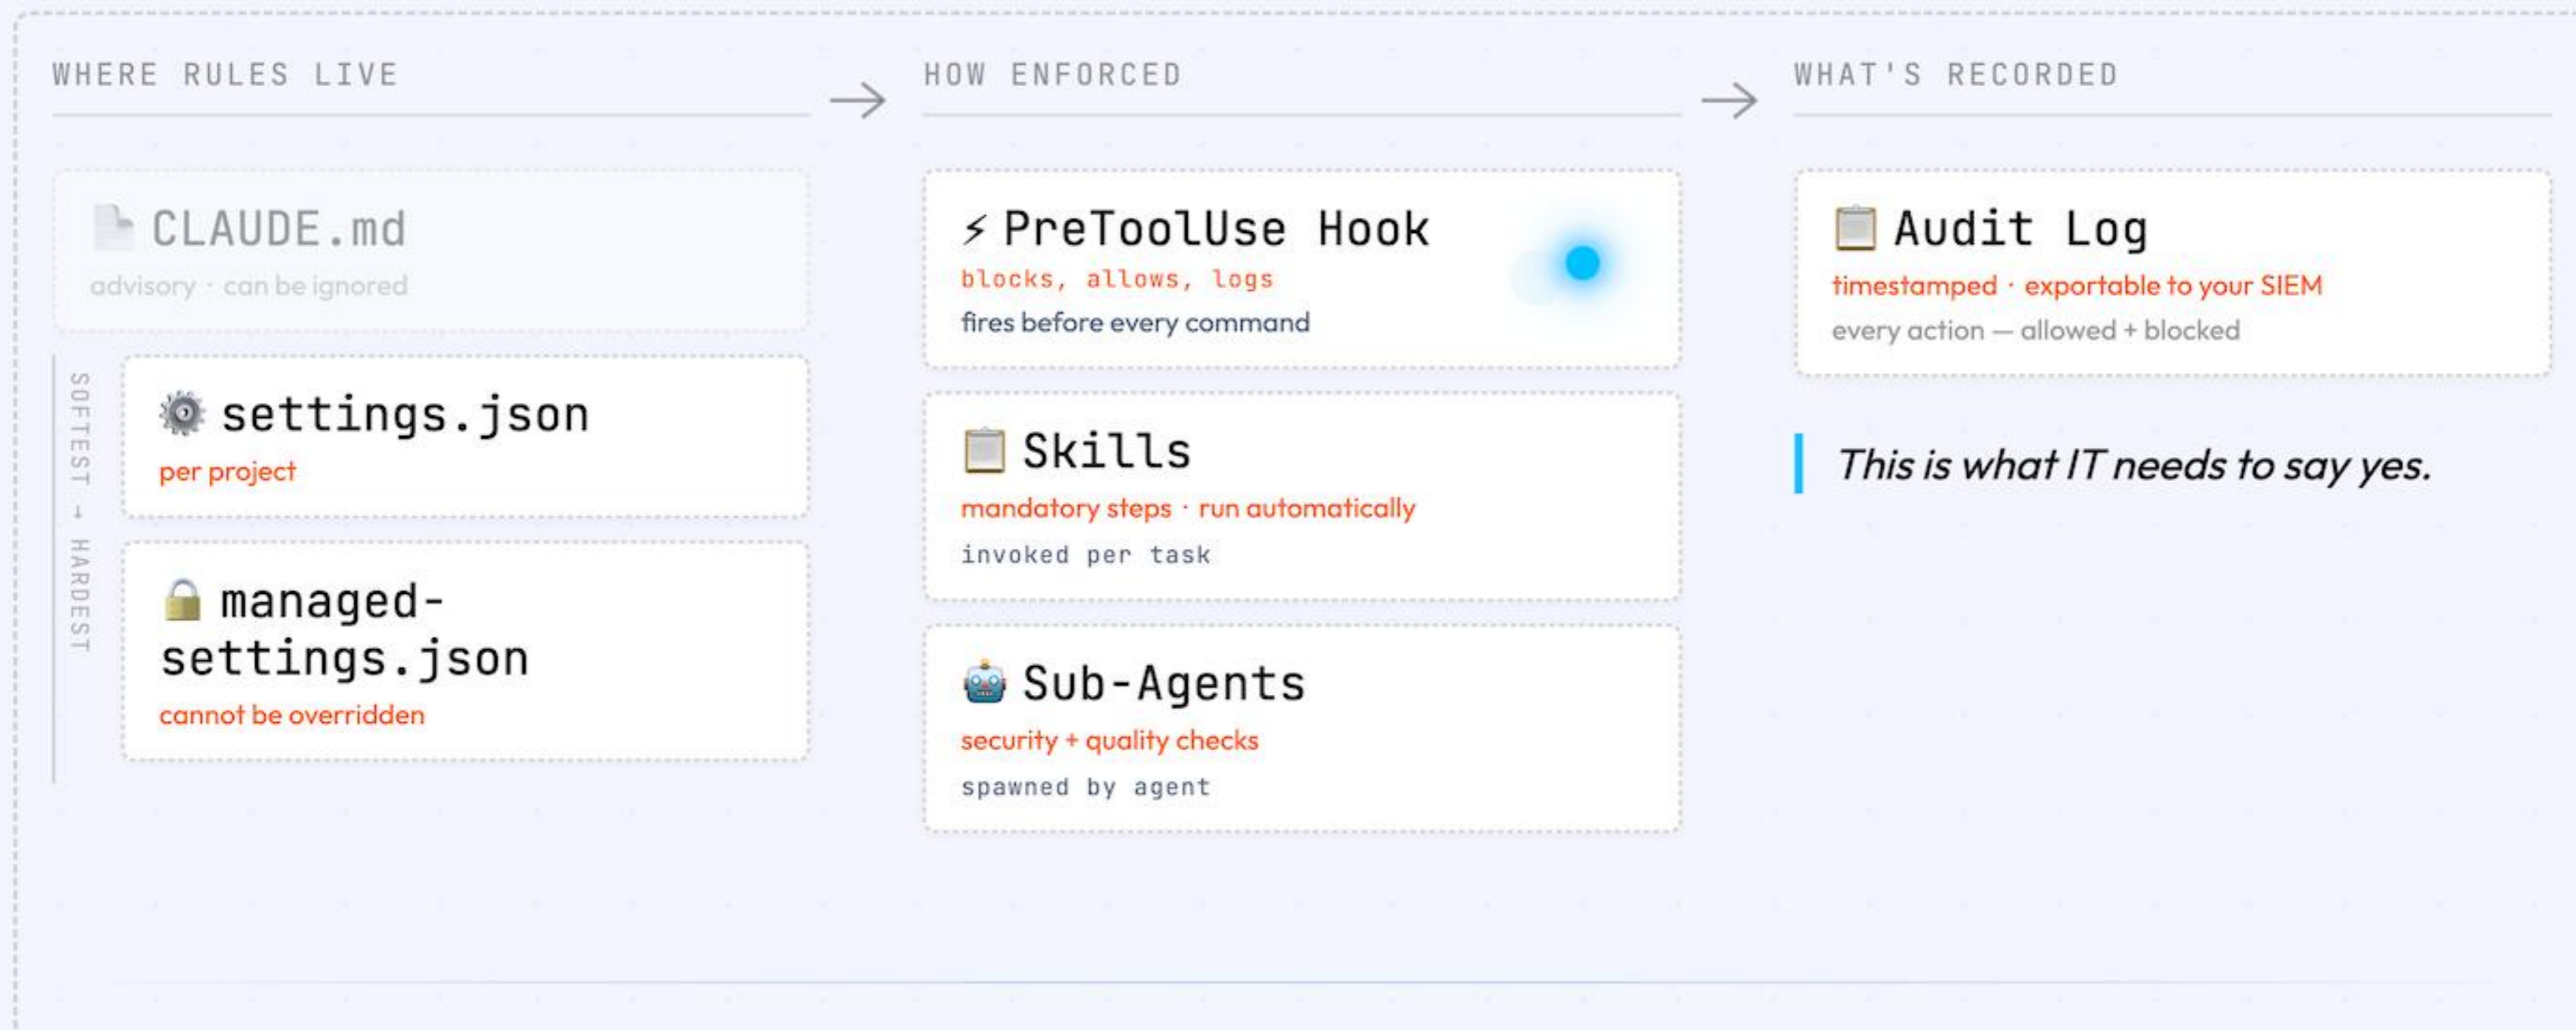 WHERE RULES LIVE
CLAUDE.md
advisory · can be ignored
SOFTEST → HARDEST
settings.json
per project
managed-
settings.json
cannot be overridden
HOW ENFORCED
PreToolUse Hook
blocks, allows, logs
fires before every command
Skills
mandatory steps · run automatically
invoked per task
Sub-Agents
security + quality checks
spawned by agent
WHAT'S RECORDED
Audit Log
timestamped · exportable to your SIEM
every action — allowed + blocked
This is what IT needs to say yes.